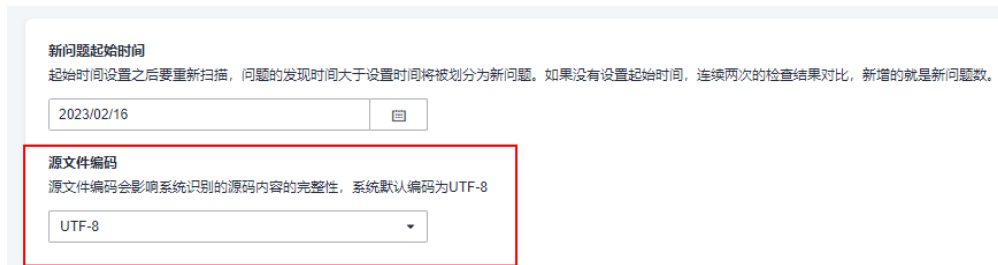 新问题起始时间
起始时间设置之后要重新扫描，问题的发现时间大于设置时间将被划分为新问题。如果没有设置起始时间，连续两次的检查结果对比，新增的就是新问题数。
2023/02/16
源文件编码
源文件编码会影响系统识别的源码内容的完整性，系统默认编码为UTF-8
UTF-8